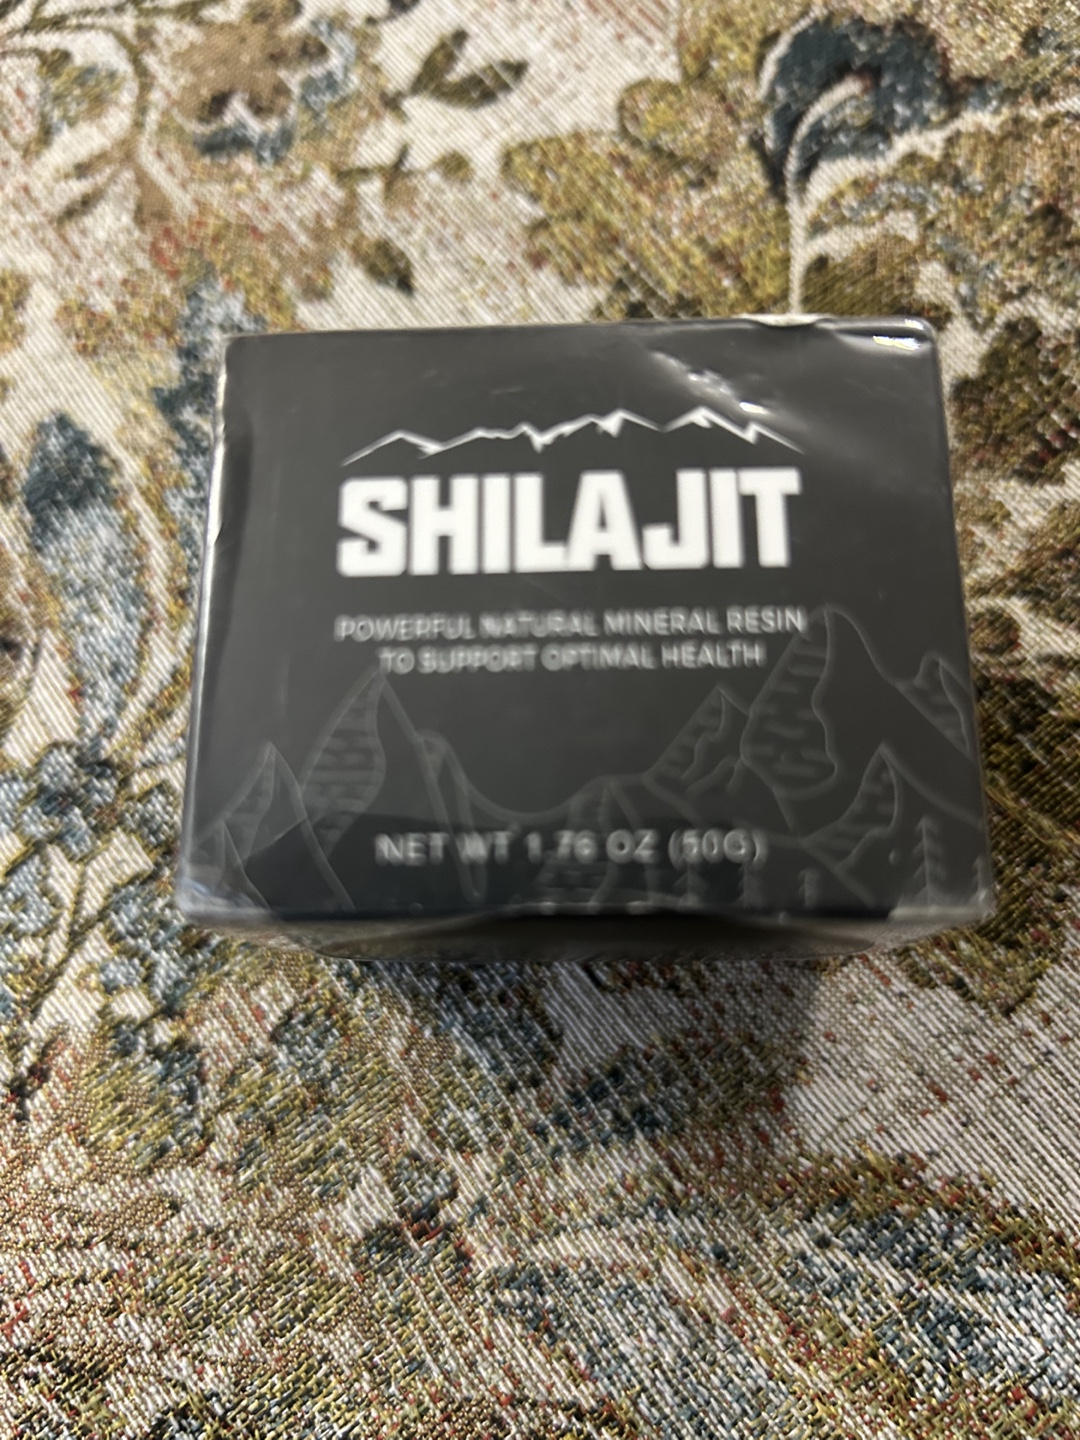 SHILAJIT
POWERFUL NATURAL MINERAL RESIN
TO SUPPORT OPTIMAL HEALTH
NET WT 1.76 OZ (50G)